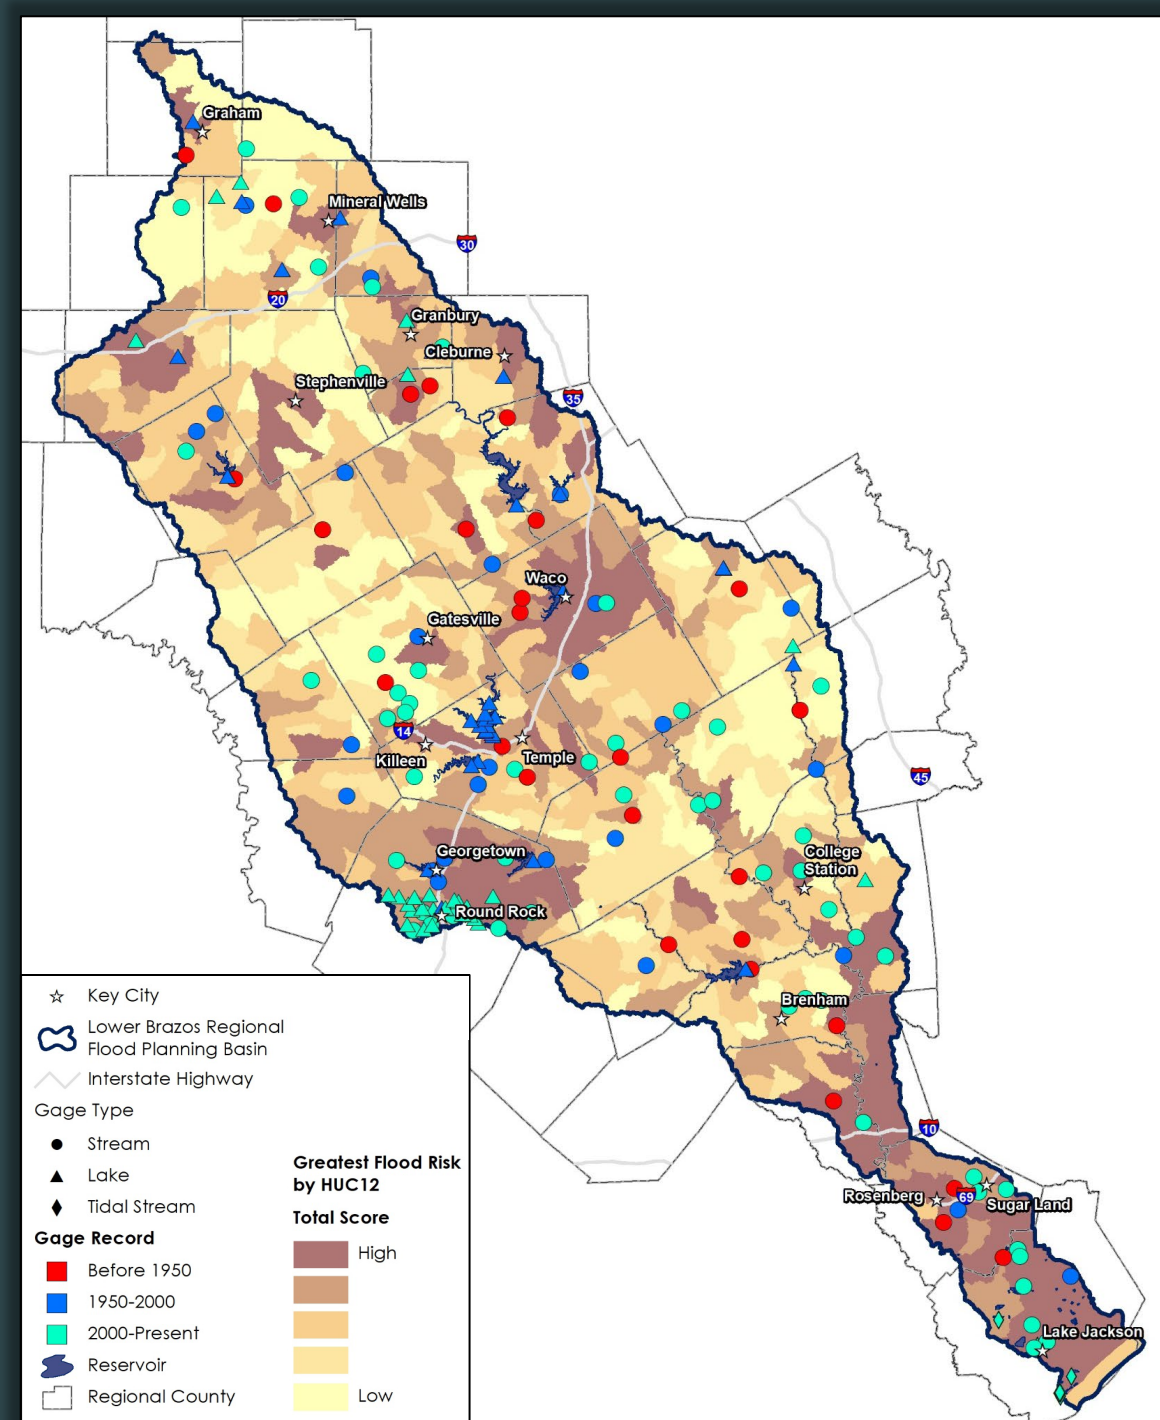 Graham
Mineral Wells
30
20
Granbury
Cleburne
Stephenville
35
Waco
Gatesville
14
Killeen
Temple
45
Georgetown
College
Station
Round Rock
Brenham
10
Rosenberg
69
Sugar Land
Lake Jackson
Key City
Lower Brazos Regional
Flood Planning Basin
Interstate Highway
Gage Type
Stream
Lake
Tidal Stream
Gage Record
Before 1950
1950-2000
2000-Present
Reservoir
Regional County
Greatest Flood Risk
by HUC12
Total Score
High
Low